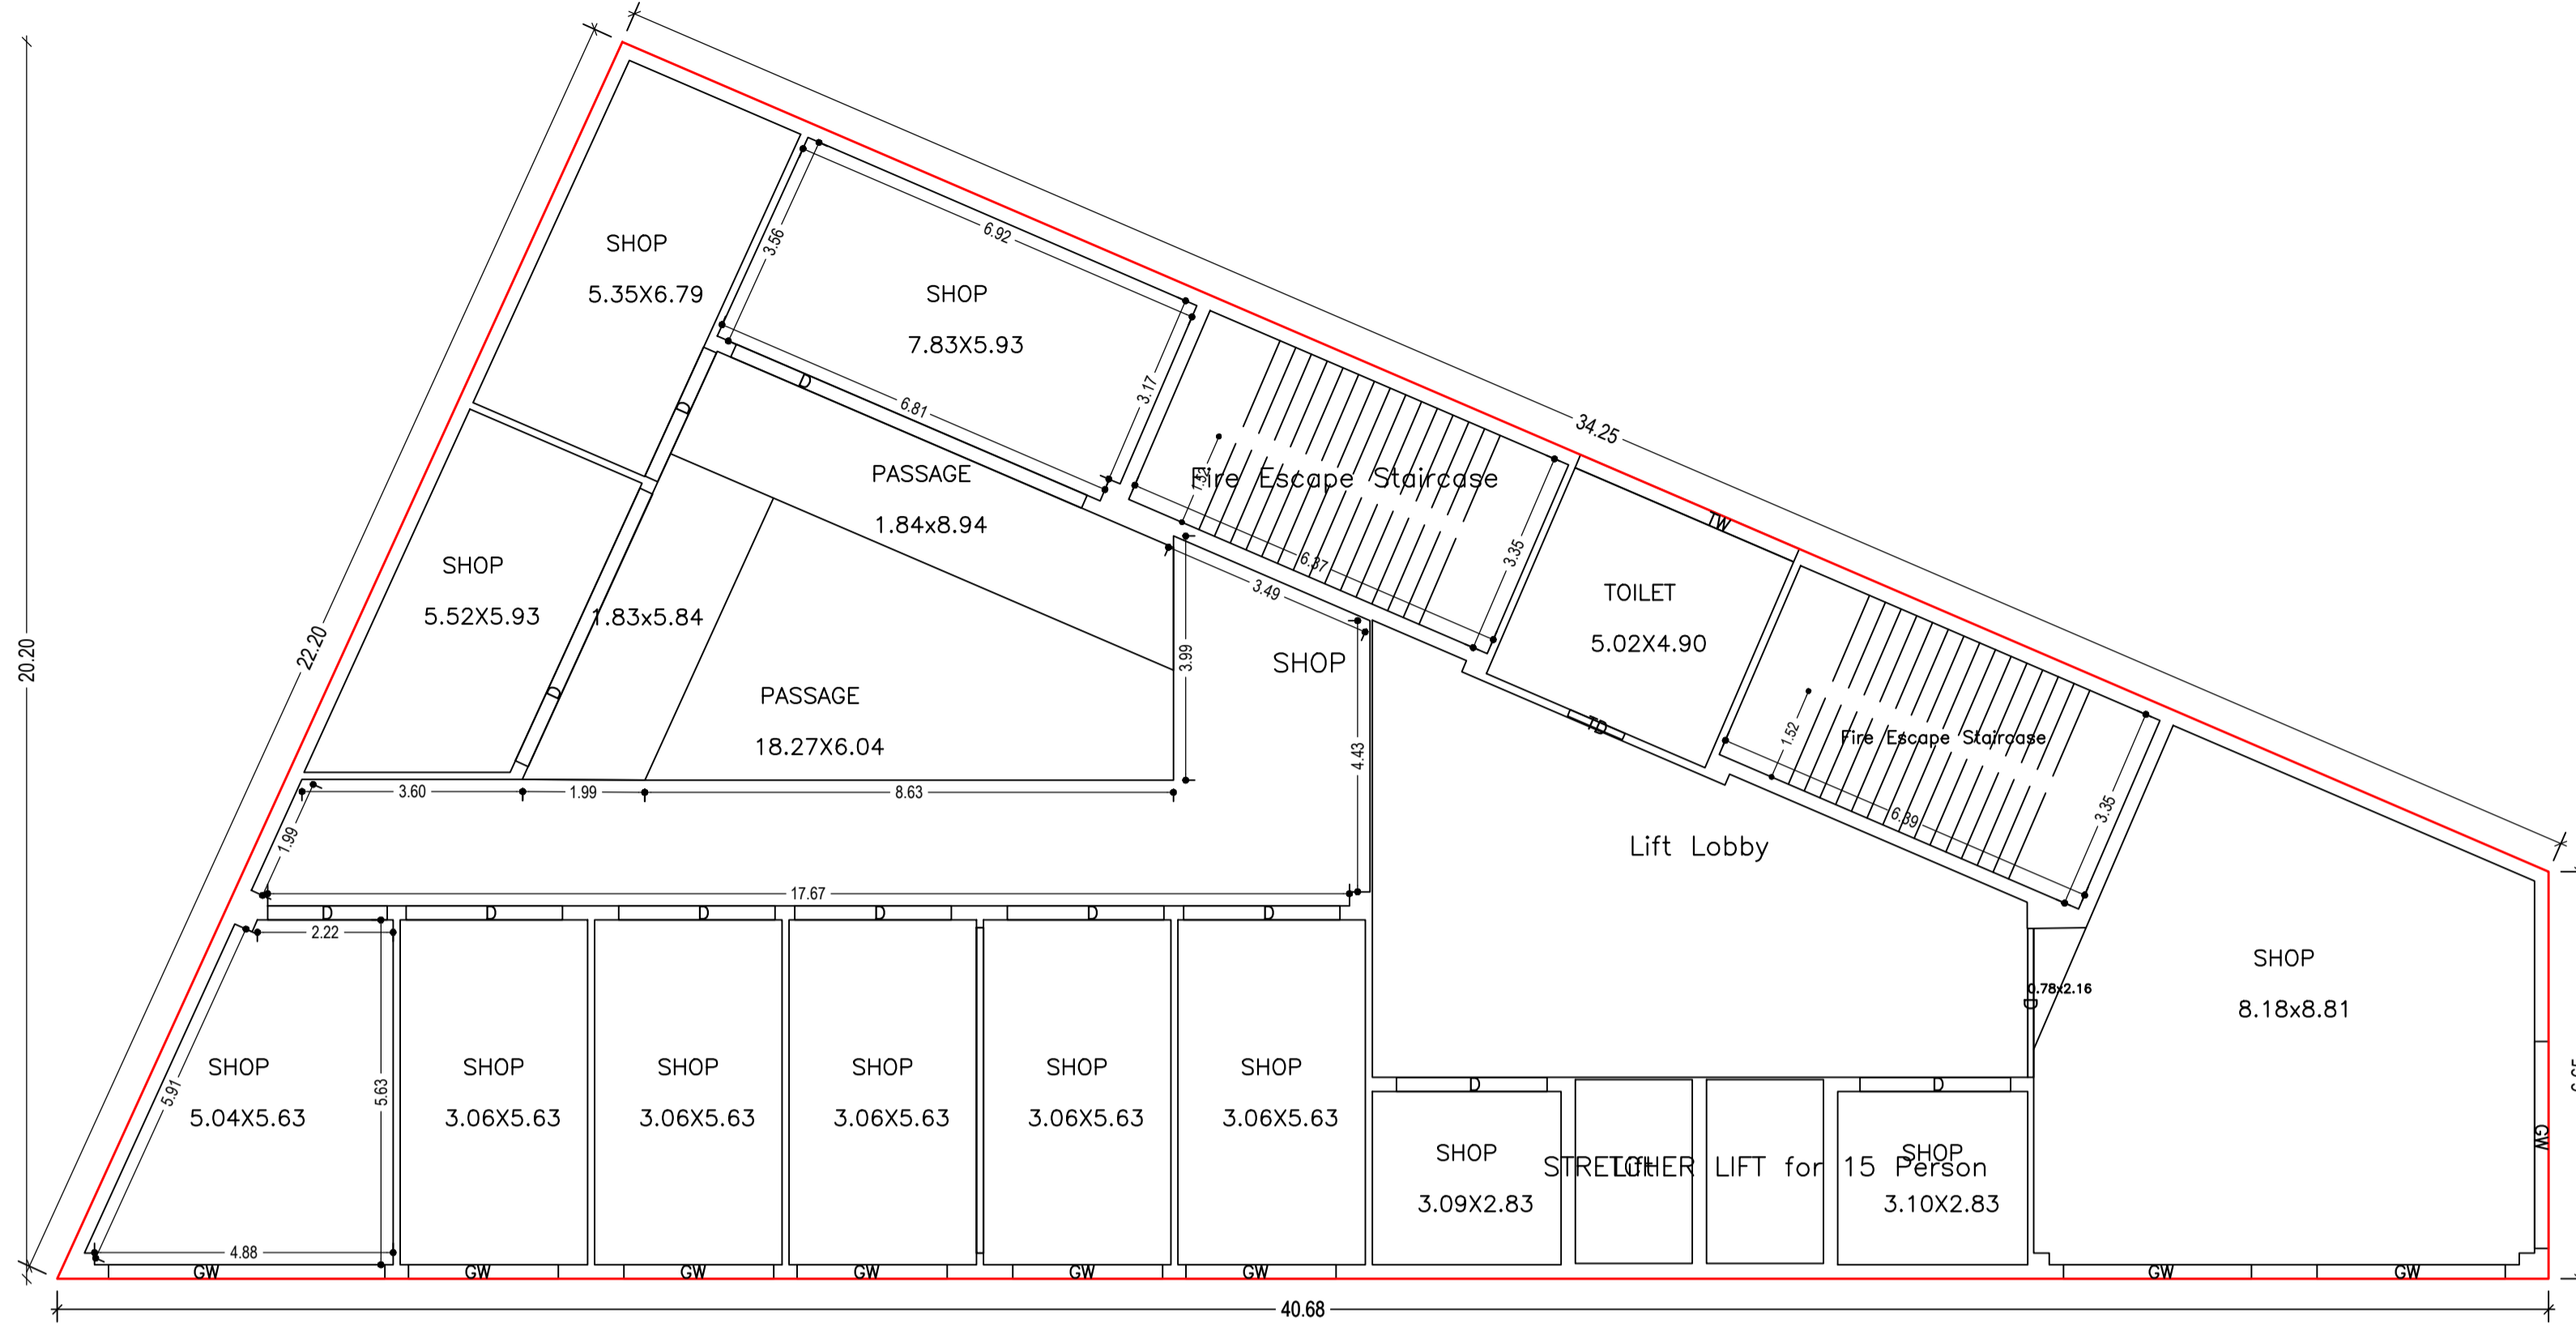 SHOP
5.35X6.79
3.56
6.92
SHOP
7.83X5.93
6.81
3.17
34.25
22.20
20.20
PASSAGE
1.84x8.94
Fire Escape Staircase
6.37
3.35
3.49
TW
TOILET
5.02X4.90
TD
SHOP
5.52X5.93
1.83x5.84
D
D
D
PASSAGE
18.27X6.04
SHOP
3.99
4.43
3.60
1.99
8.63
1.99
17.67
1.52
Fire Escape Staircase
6.39
3.35
Lift Lobby
D
D
D
D
D
D
2.22
5.91
5.63
4.88
SHOP
5.04X5.63
SHOP
3.06X5.63
SHOP
3.06X5.63
SHOP
3.06X5.63
SHOP
3.06X5.63
SHOP
3.06X5.63
D
D
SHOP
3.09X2.83
STRETCHER LIFT for 15 Person
Lift
SHOP
3.10X2.83
0.78x2.16
D
SHOP
8.18x8.81
GW
GW
GW
GW
GW
GW
GW
GW
GW
40.68